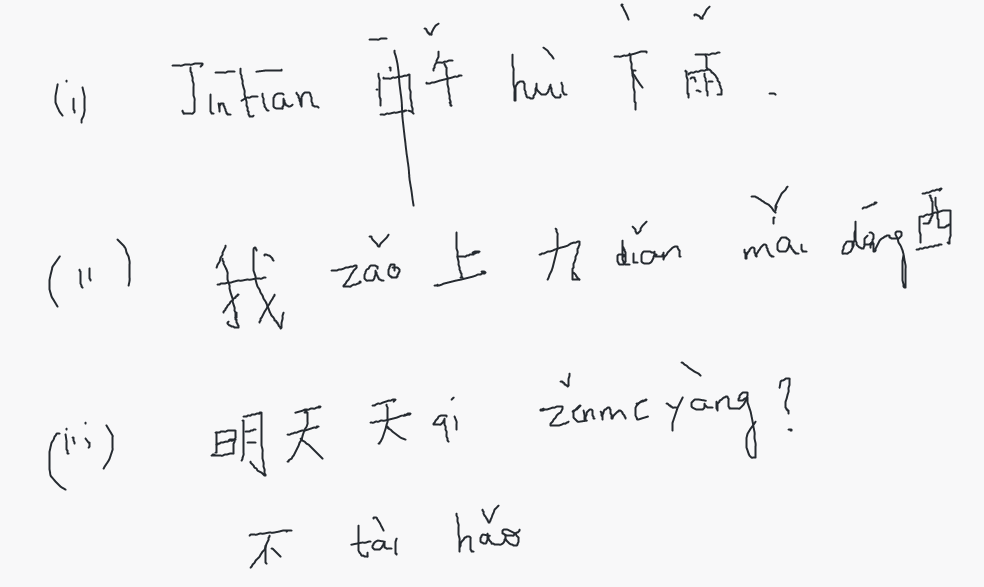 (i) Jīntiān 中午 hùi 下雨.
(ii) 我 zǎo 上九 diǎn mǎi dōng 西
(iii) 明天天 qi zěnme yàng?
不 tài hǎo